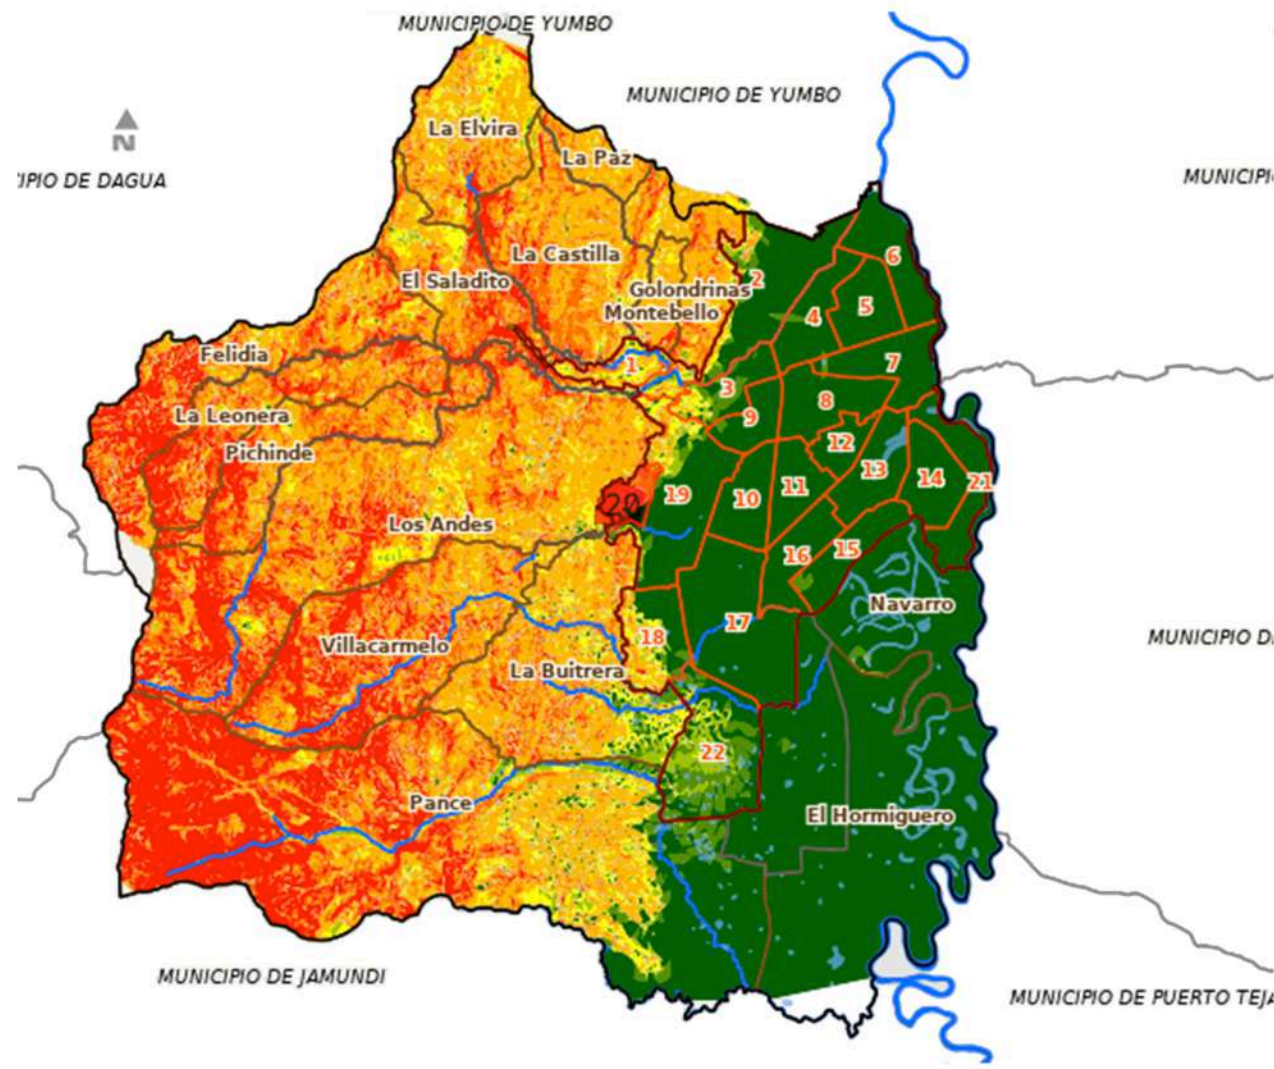 MUNICIPIO DE YUMBO
MUNICIPIO DE YUMBO
La Elvira
La Paz
N
IPIO DE DAGUA
MUNICIPI
La Castilla
6
El Saladito
2
Golondrinas
5
Montebello
4
Felidia
1
7
3
8
La Leonera
9
Pichinde
12
13
14
21
19
10
11
20
Los Andes
16
15
Navarro
17
18
Villacarmelo
MUNICIPIO D
La Buitrera
22
Pance
El Hormiguero
MUNICIPIO DE JAMUNDI
MUNICIPIO DE PUERTO TEJA